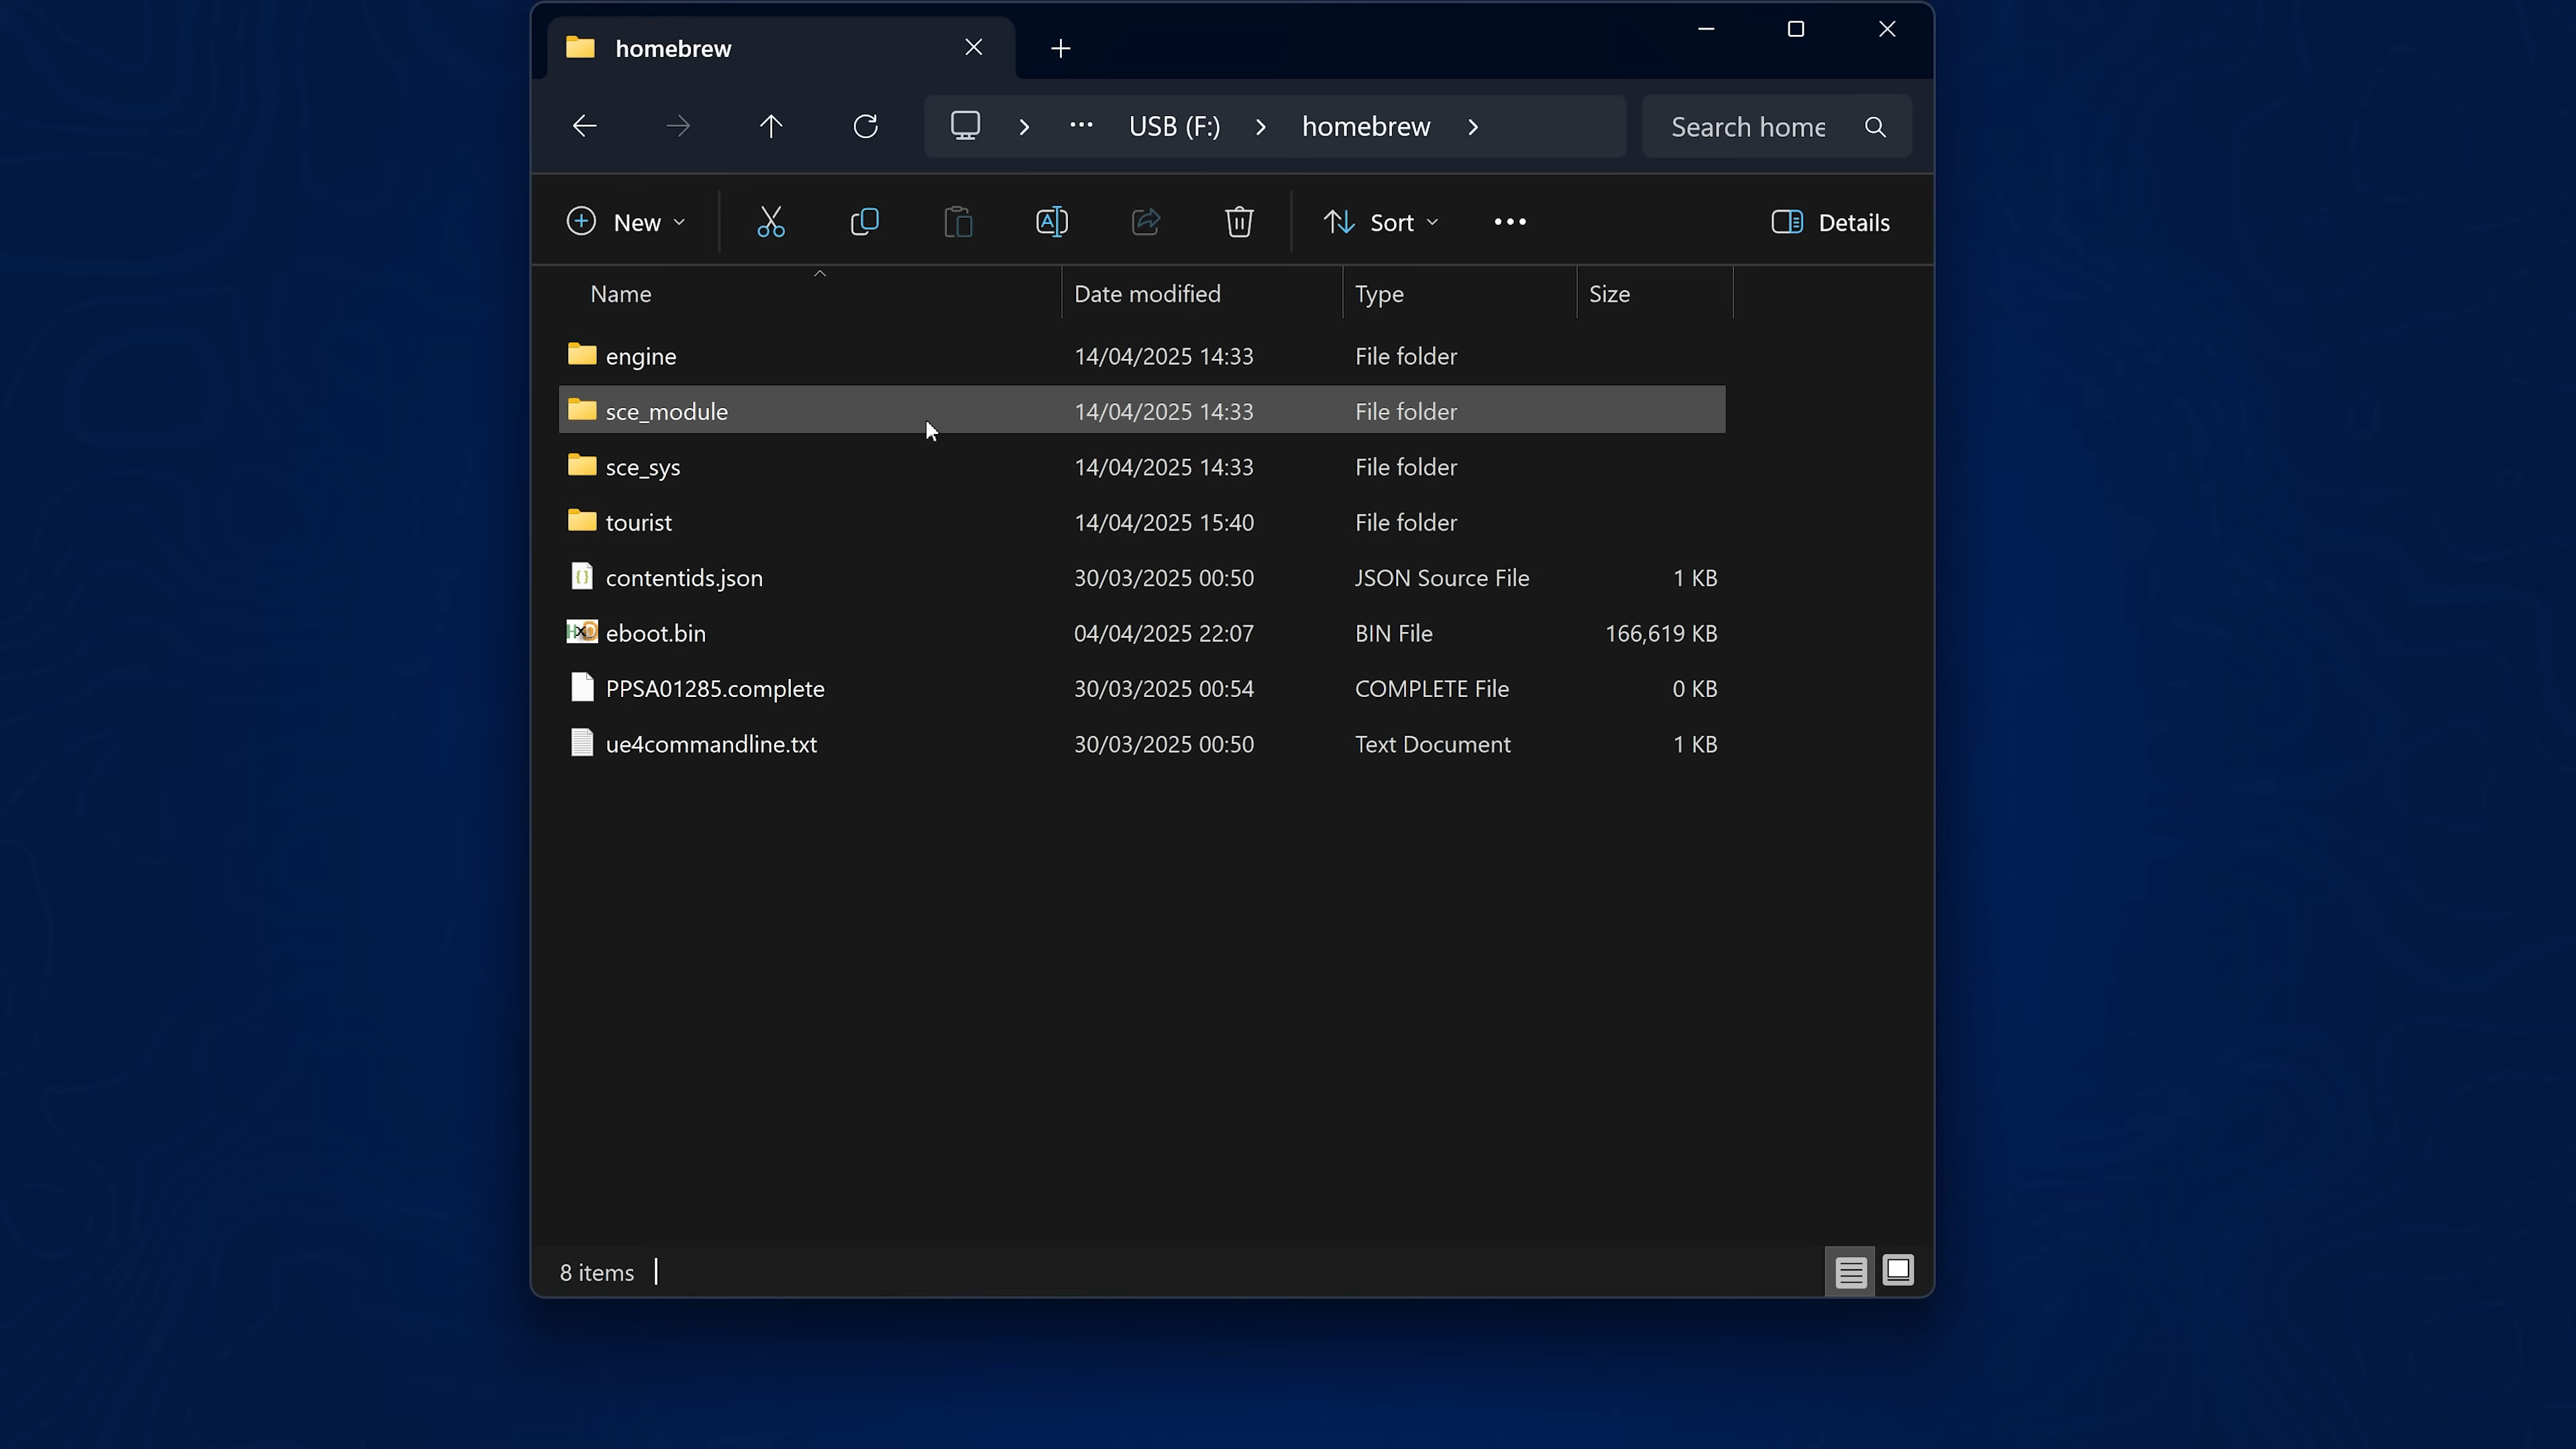 homebrew
USB (F:) homebrew Search home
New Sort Details
Name Date modified Type Size
engine 14/04/2025 14:33 File folder
sce_module 14/04/2025 14:33 File folder
sce_sys 14/04/2025 14:33 File folder
tourist 14/04/2025 15:40 File folder
contentids.json 30/03/2025 00:50 JSON Source File 1 KB
eboot.bin 04/04/2025 22:07 BIN File 166,619 KB
PPSA01285.complete 30/03/2025 00:54 COMPLETE File 0 KB
ue4commandline.txt 30/03/2025 00:50 Text Document 1 KB
8 items